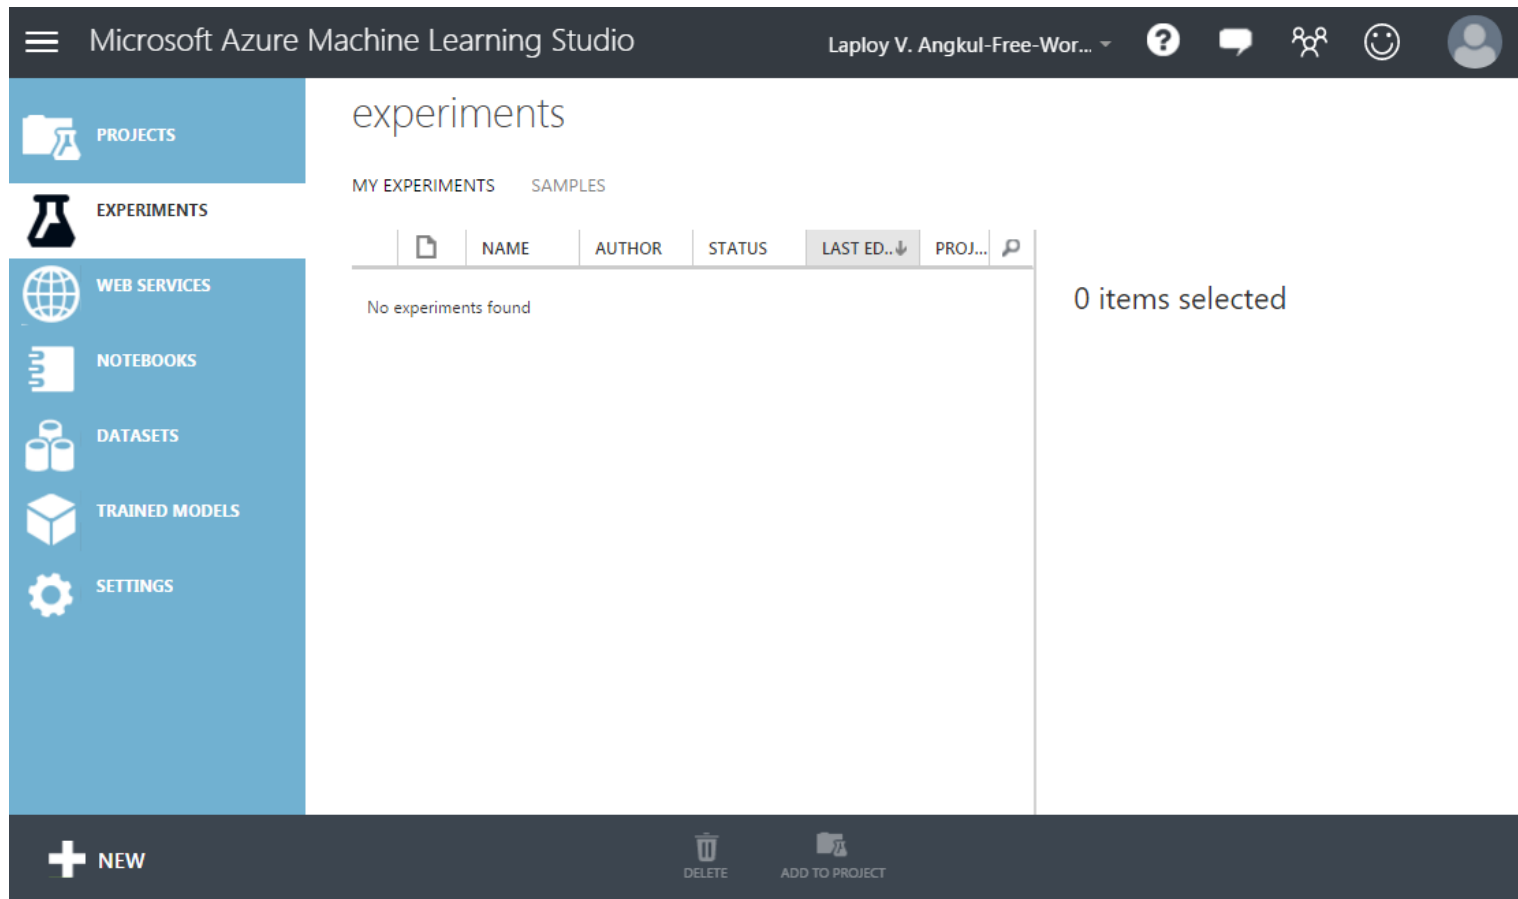 Microsoft Azure Machine Learning Studio
Laploy V. Angkul-Free-Wor...
PROJECTS
EXPERIMENTS
WEB SERVICES
NOTEBOOKS
DATASETS
TRAINED MODELS
SETTINGS
experiments
MY EXPERIMENTS SAMPLES
NAME AUTHOR STATUS LAST ED.. PROJ...
No experiments found
0 items selected
NEW
DELETE
ADD TO PROJECT